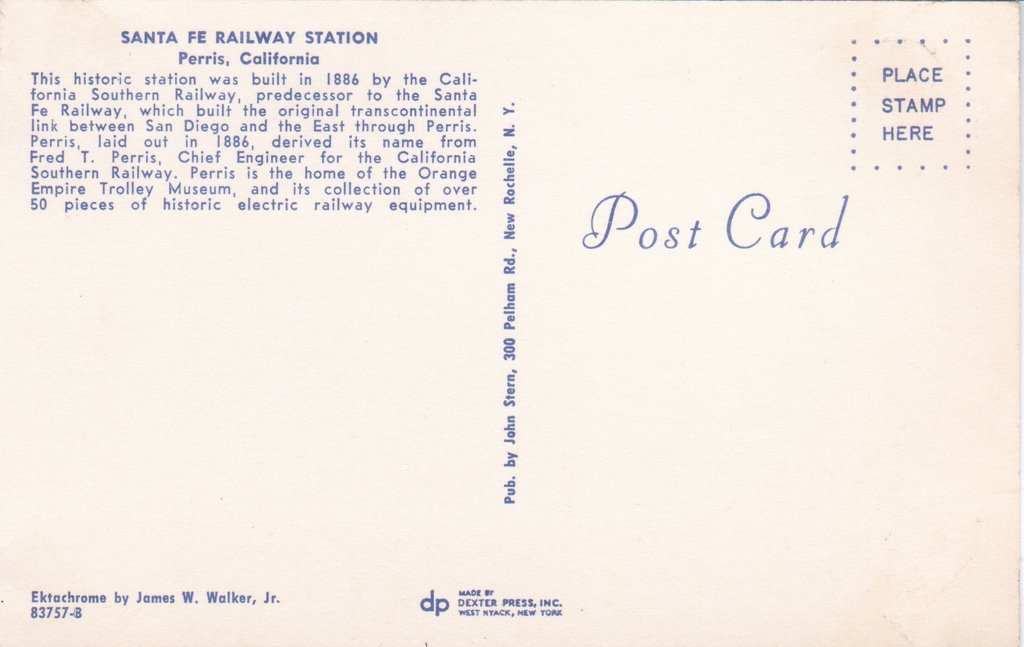 SANTA FE RAILWAY STATION
Perris, California
This historic station was built in 1886 by the Cali-
fornia Southern Railway, predecessor to the Santa
Fe Railway, which built the original transcontinental
link between San Diego and the East through Perris.
Perris, laid out in 1886, derived its name from
Fred T. Perris, Chief Engineer for the California
Southern Railway. Perris is the home of the Orange
Empire Trolley Museum, and its collection of over
50 pieces of historic electric railway equipment.
Ektachrome by James W. Walker, Jr.
83757-B
dp
MADE BY
DEXTER PRESS, INC.
WEST NYACK, NEW YORK
Pub. by John Stern, 300 Pelham Rd., New Rochelle, N. Y.
Post Card
PLACE
STAMP
HERE